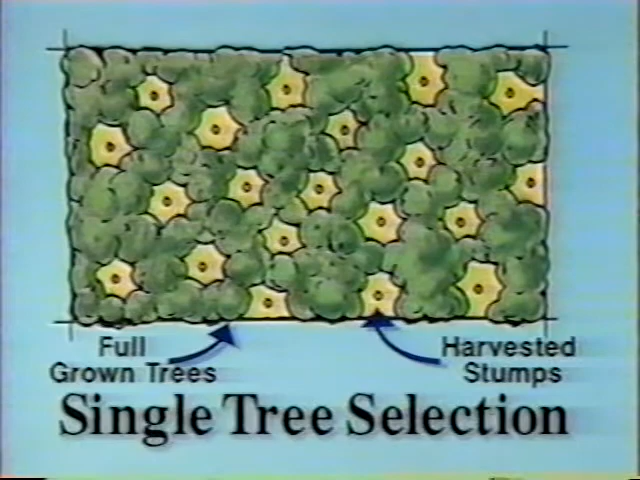 Full
Grown Trees
Harvested
Stumps
Single Tree Selection